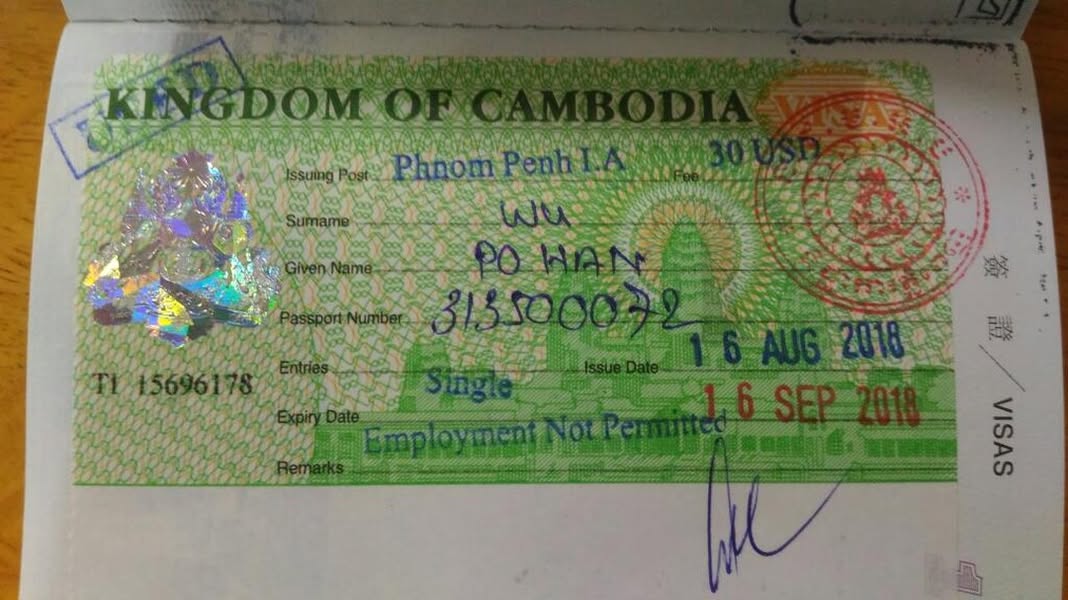 USED
KINGDOM OF CAMBODIA
VISA
Issuing Post Phnom Penh I.A Fee 30 USD
Surname WU
Given Name PO HAN
Passport Number 313500072
Entries Single Issue Date 16 AUG 2018
T1 15696178
Expiry Date 16 SEP 2018
Employment Not Permitted
Remarks
簽證/VISAS